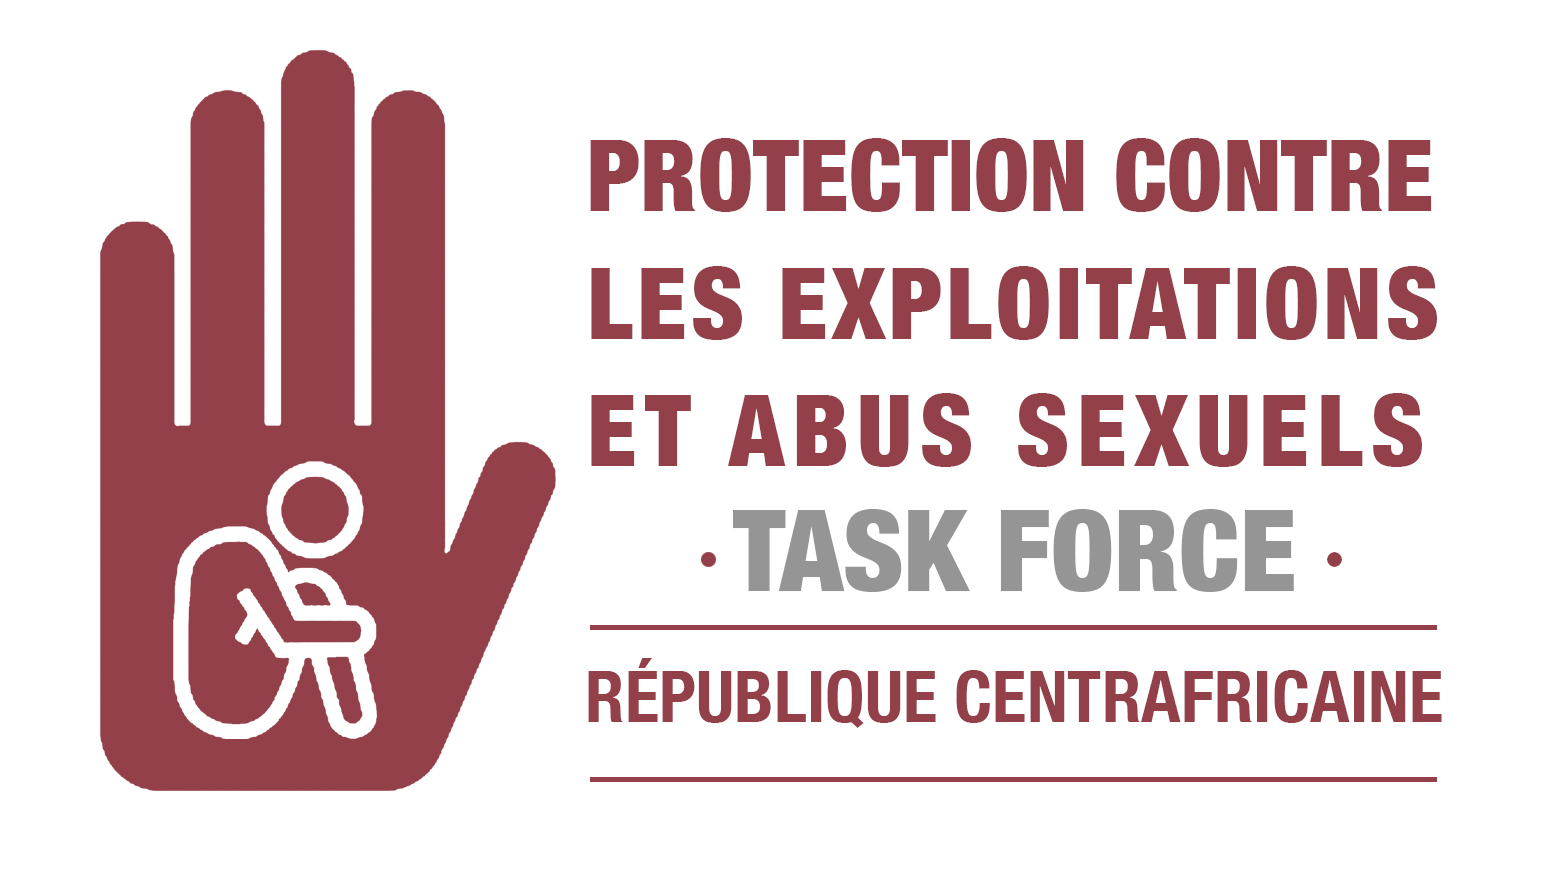 PROTECTION CONTRE
LES EXPLOITATIONS
ET ABUS SEXUELS
• TASK FORCE •
RÉPUBLIQUE CENTRAFRICAINE